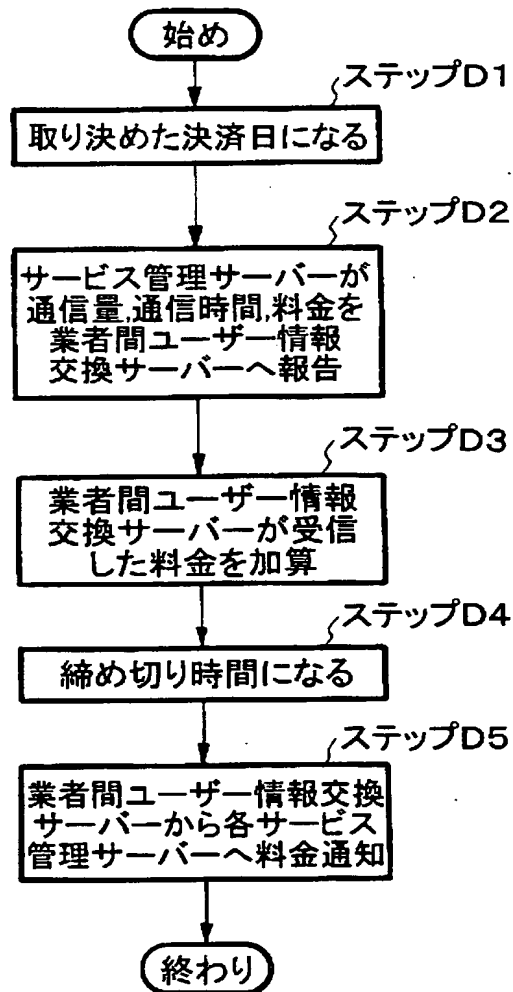 始め
ステップD1
取り決めた決済日になる
ステップD2
サービス管理サーバーが
通信量,通信時間,料金を
業者間ユーザー情報
交換サーバーへ報告
ステップD3
業者間ユーザー情報
交換サーバーが受信
した料金を加算
ステップD4
締め切り時間になる
ステップD5
業者間ユーザー情報交換
サーバーから各サービス
管理サーバーへ料金通知
終わり